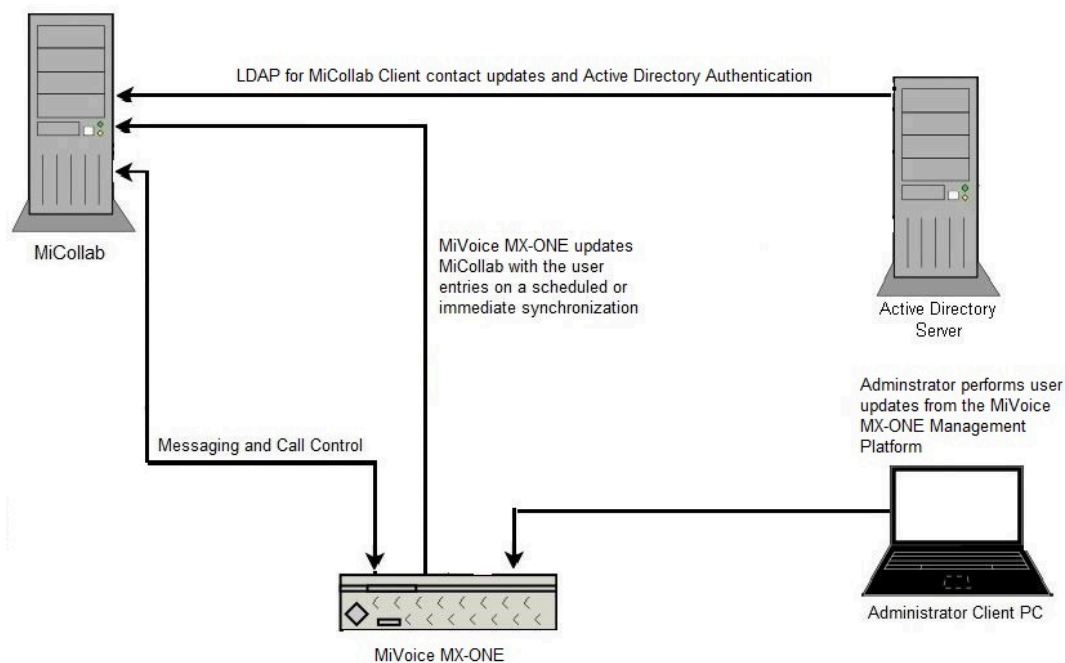 LDAP for MiCollab Client contact updates and Active Directory Authentication
MiCollab
MiVoice MX-ONE updates
MiCollab with the user
entries on a scheduled or
immediate synchronization
Active Directory
Server
Adminstrator performs user
updates from the MiVoice
MX-ONE Management
Platform
Messaging and Call Control
Administrator Client PC
MiVoice MX-ONE